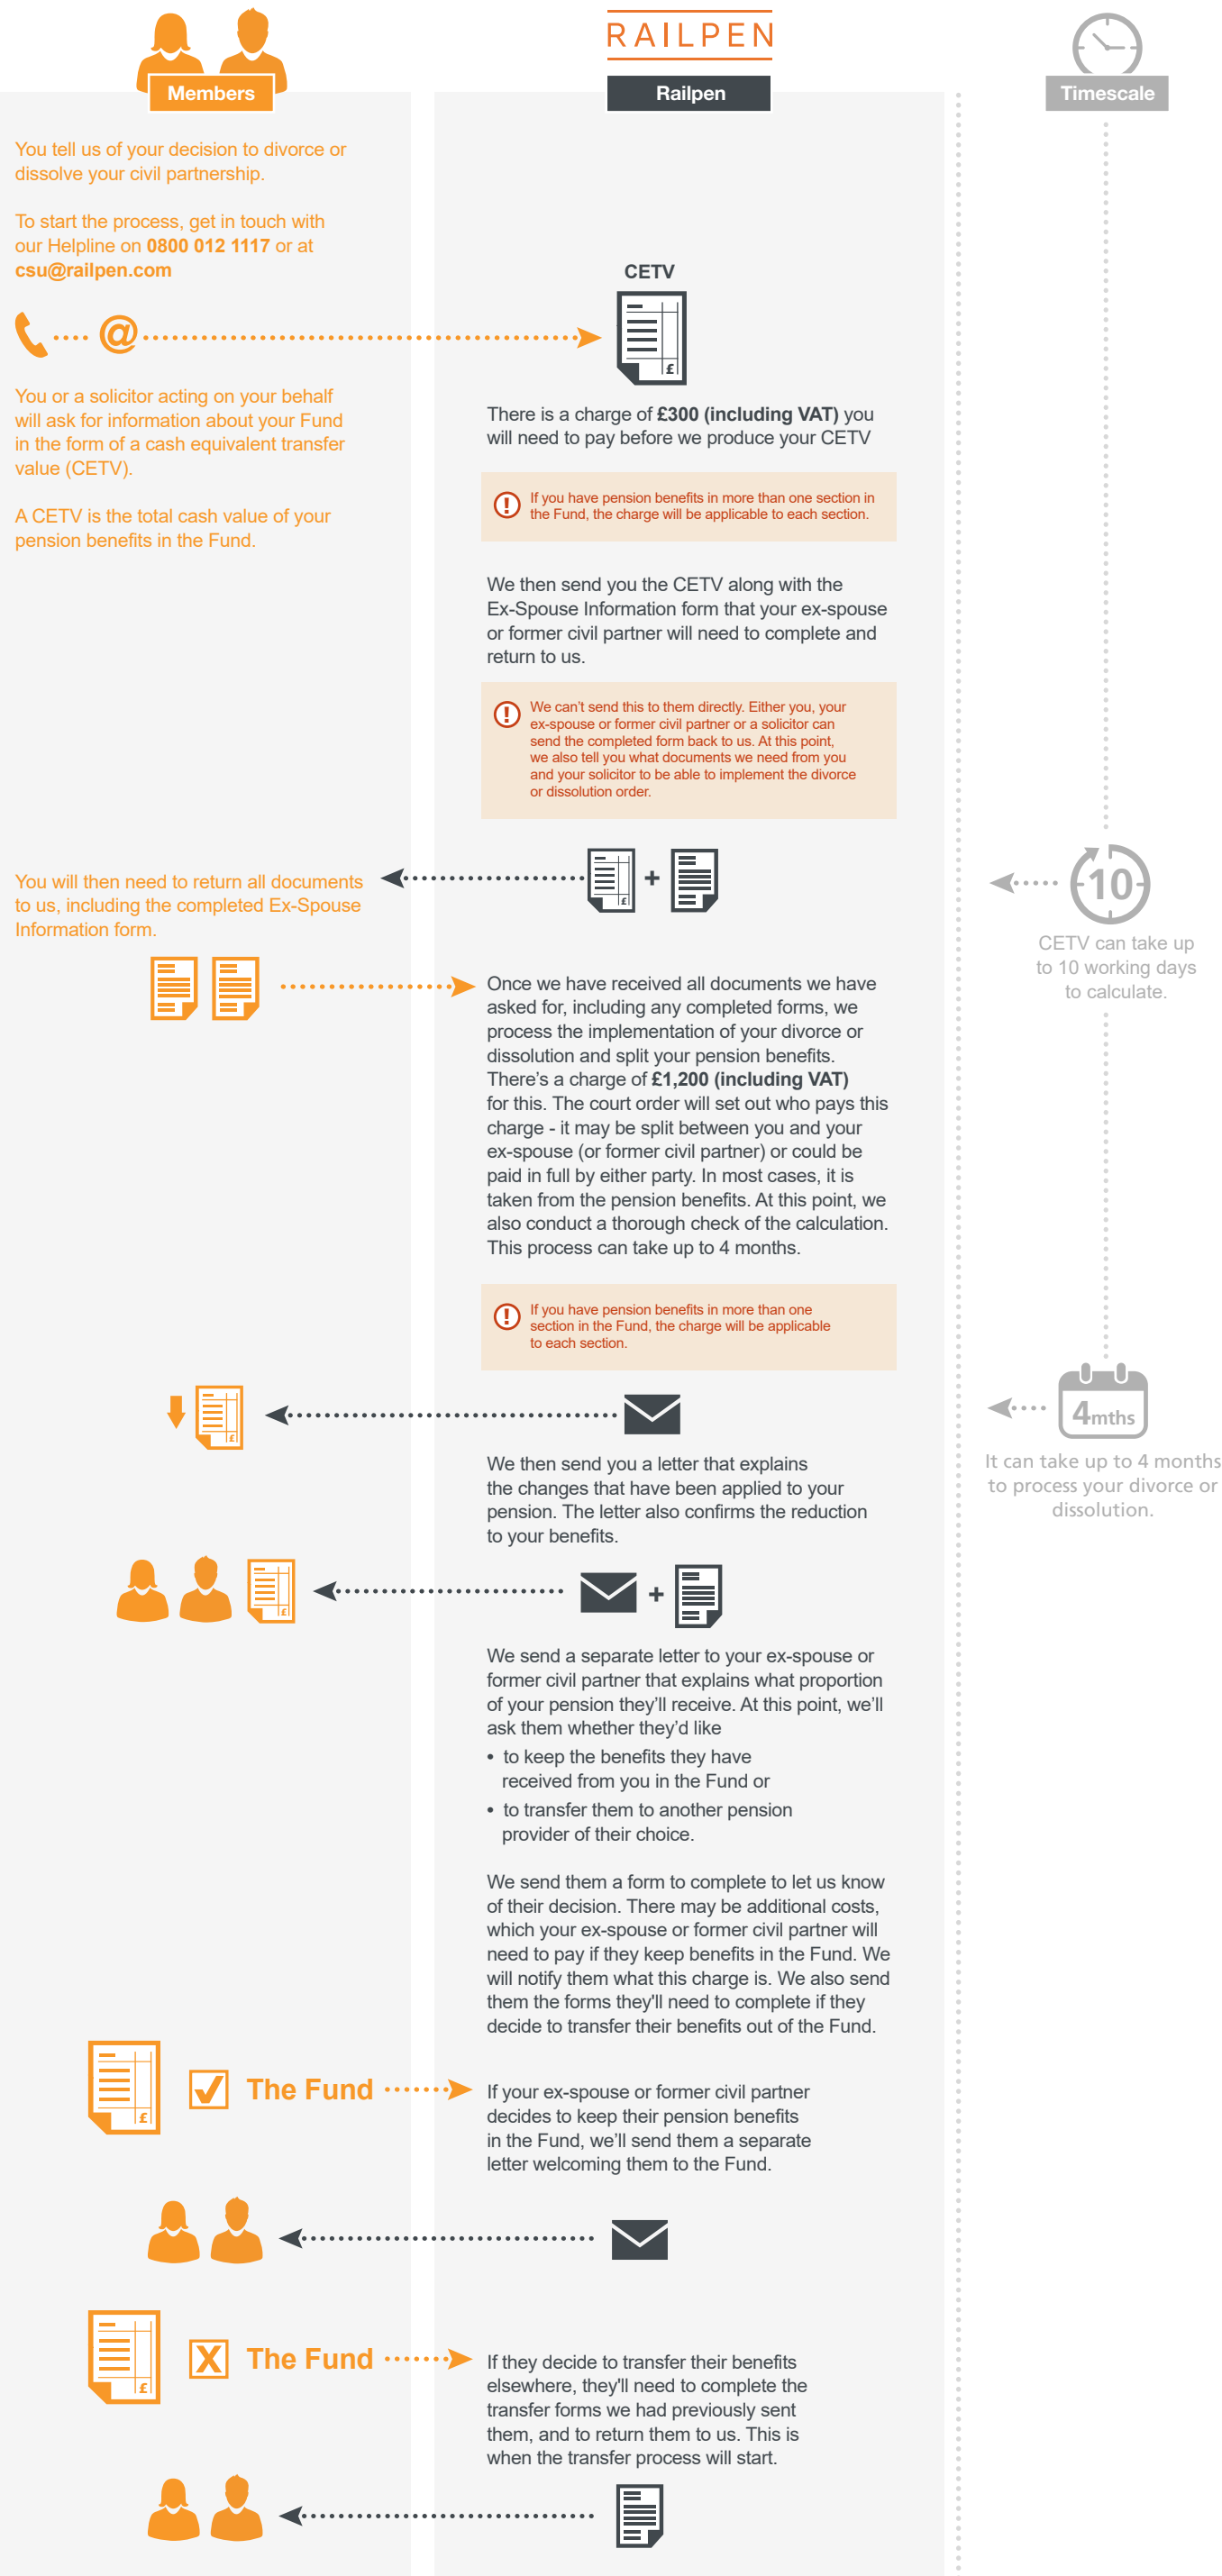 RAILPEN
Members
Railpen
Timescale
You tell us of your decision to divorce or
dissolve your civil partnership.
To start the process, get in touch with
our Helpline on 0800 012 1117 or at
csu@railpen.com
CETV
@
£
You or a solicitor acting on your behalf
will ask for information about your Fund
in the form of a cash equivalent transfer
value (CETV).
A CETV is the total cash value of your
pension benefits in the Fund.
There is a charge of £300 (including VAT) you
will need to pay before we produce your CETV
! If you have pension benefits in more than one section in
the Fund, the charge will be applicable to each section.
We then send you the CETV along with the
Ex-Spouse Information form that your ex-spouse
or former civil partner will need to complete and
return to us.
! We can't send this to them directly. Either you, your
ex-spouse or former civil partner or a solicitor can
send the completed form back to us. At this point,
we also tell you what documents we need from you
and your solicitor to be able to implement the divorce
or dissolution order.
You will then need to return all documents
to us, including the completed Ex-Spouse
Information form.
£ +
10
CETV can take up
to 10 working days
to calculate.
Once we have received all documents we have
asked for, including any completed forms, we
process the implementation of your divorce or
dissolution and split your pension benefits.
There's a charge of £1,200 (including VAT)
for this. The court order will set out who pays this
charge - it may be split between you and your
ex-spouse (or former civil partner) or could be
paid in full by either party. In most cases, it is
taken from the pension benefits. At this point, we
also conduct a thorough check of the calculation.
This process can take up to 4 months.
! If you have pension benefits in more than one
section in the Fund, the charge will be applicable
to each section.
£
4mths
It can take up to 4 months
to process your divorce or
dissolution.
We then send you a letter that explains
the changes that have been applied to your
pension. The letter also confirms the reduction
to your benefits.
£
+
We send a separate letter to your ex-spouse or
former civil partner that explains what proportion
of your pension they'll receive. At this point, we'll
ask them whether they'd like
• to keep the benefits they have
received from you in the Fund or
• to transfer them to another pension
provider of their choice.
We send them a form to complete to let us know
of their decision. There may be additional costs,
which your ex-spouse or former civil partner will
need to pay if they keep benefits in the Fund. We
will notify them what this charge is. We also send
them the forms they'll need to complete if they
decide to transfer their benefits out of the Fund.
£
The Fund
If your ex-spouse or former civil partner
decides to keep their pension benefits
in the Fund, we'll send them a separate
letter welcoming them to the Fund.
£
X The Fund
If they decide to transfer their benefits
elsewhere, they'll need to complete the
transfer forms we had previously sent
them, and to return them to us. This is
when the transfer process will start.